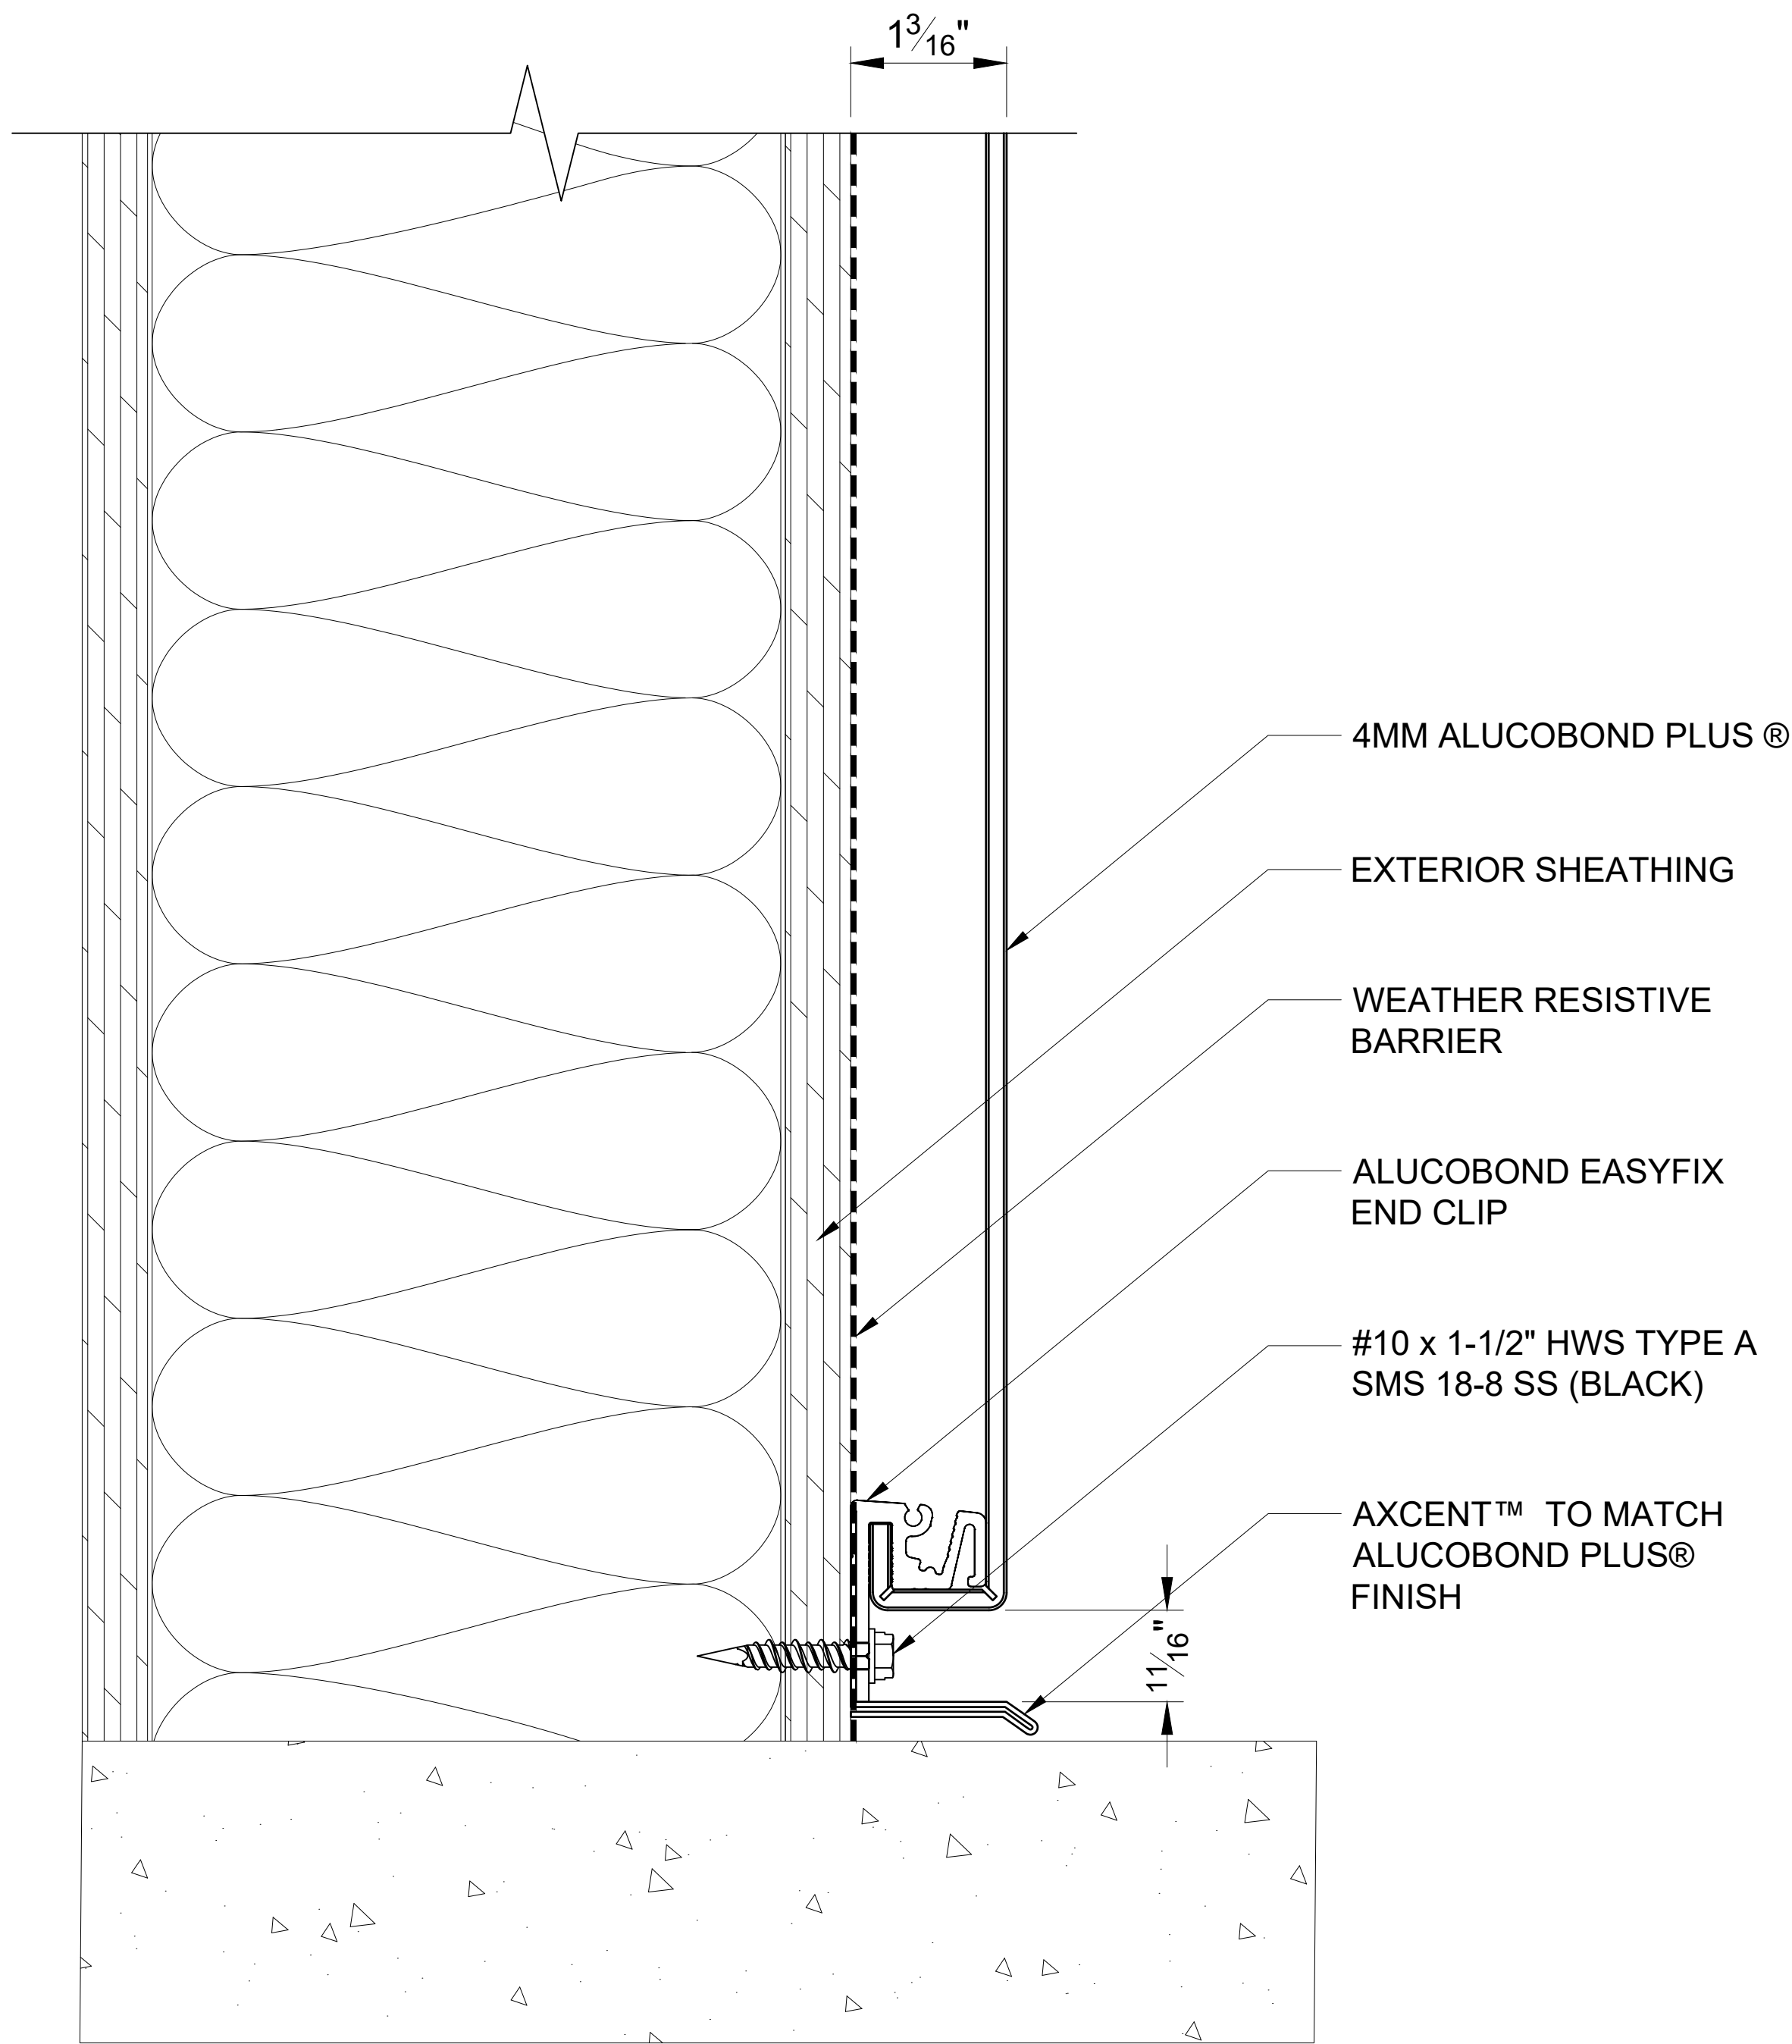 1 3/16"
4MM ALUCOBOND PLUS ®
EXTERIOR SHEATHING
WEATHER RESISTIVE
BARRIER
ALUCOBOND EASYFIX
END CLIP
#10 x 1-1/2" HWS TYPE A
SMS 18-8 SS (BLACK)
AXCENT™ TO MATCH
ALUCOBOND PLUS®
FINISH
11/16"